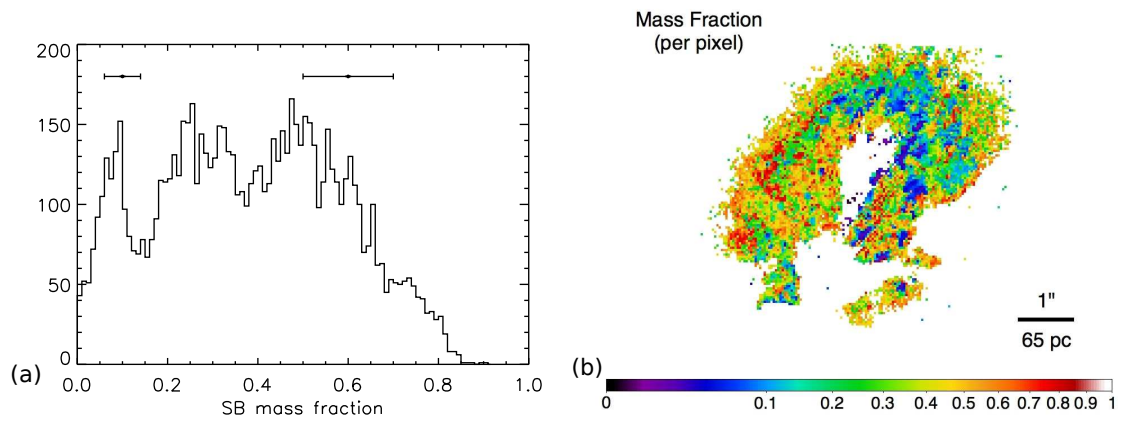 200
150
100
50
0
0.0 0.2 0.4 0.6 0.8 1.0
SB mass fraction
(a)
Mass Fraction
(per pixel)
1"
65 pc
(b)
0 0.1 0.2 0.3 0.4 0.5 0.6 0.7 0.8 0.9 1